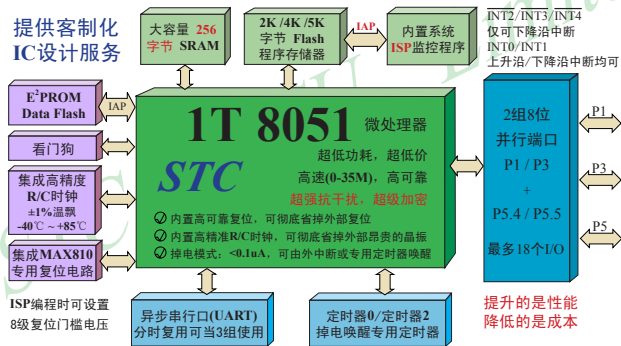 提供客制化
IC设计服务
大容量 256
字节 SRAM
2K /4K /5K
字节 Flash
程序存储器
IAP
内置系统
ISP监控程序
INT2/INT3/INT4
仅可下降沿中断
INT0/INT1
上升沿/下降沿中断均可
E²PROM
Data Flash
IAP
看门狗
集成高精度
R/C时钟
±1%温飘
-40℃ ~+85℃
集成MAX810
专用复位电路
ISP编程时可设置
8级复位门槛电压
1T 8051 微处理器
STC
超低功耗，超低价
高速(0-35M)，高可靠
超强抗干扰，超级加密
内置高可靠复位，可彻底省掉外部复位
内置高精准R/C时钟，可彻底省掉外部昂贵的晶振
掉电模式：<0.1uA，可由外中断或专用定时器唤醒
2组8位
并行端口
P1 / P3
+
P5.4 / P5.5
最多18个I/O
P1
P3
P5
异步串行口(UART)
分时复用可当3组使用
定时器0/定时器2
掉电唤醒专用定时器
提升的是性能
降低的是成本